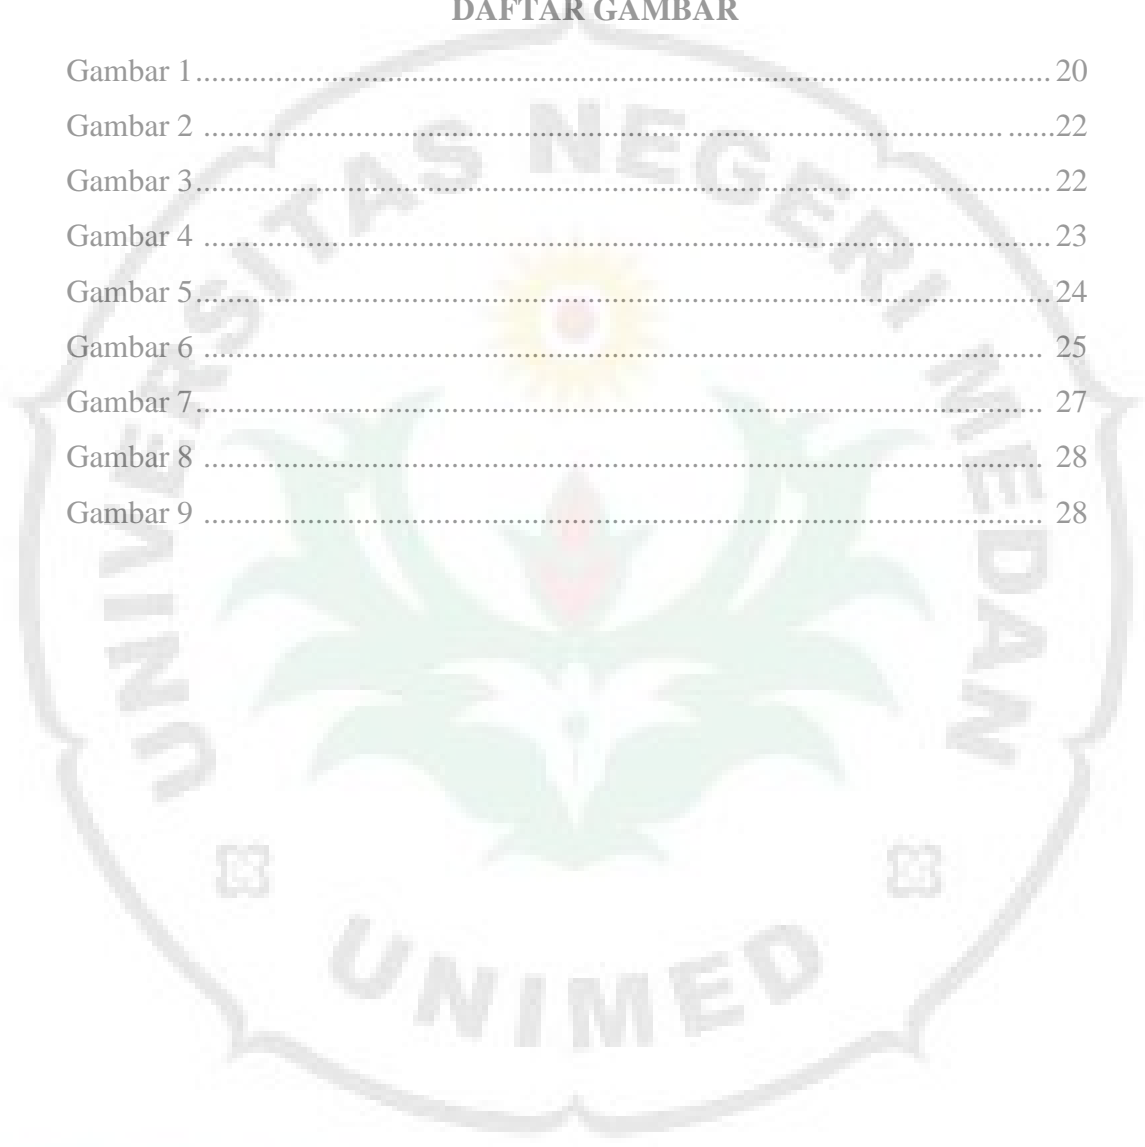 DAFTAR GAMBAR
Gambar 1 ........................................................................................................... 20
Gambar 2 .................................................................................................... ......22
Gambar 3 ........................................................................................................... 22
Gambar 4 .......................................................................................................... 23
Gambar 5 ........................................................................................................... 24
Gambar 6 ......................................................................................................... 25
Gambar 7 .......................................................................................................... 27
Gambar 8 ......................................................................................................... 28
Gambar 9 ......................................................................................................... 28
UNIVERSITAS NEGERI MEDAN
UNIMED